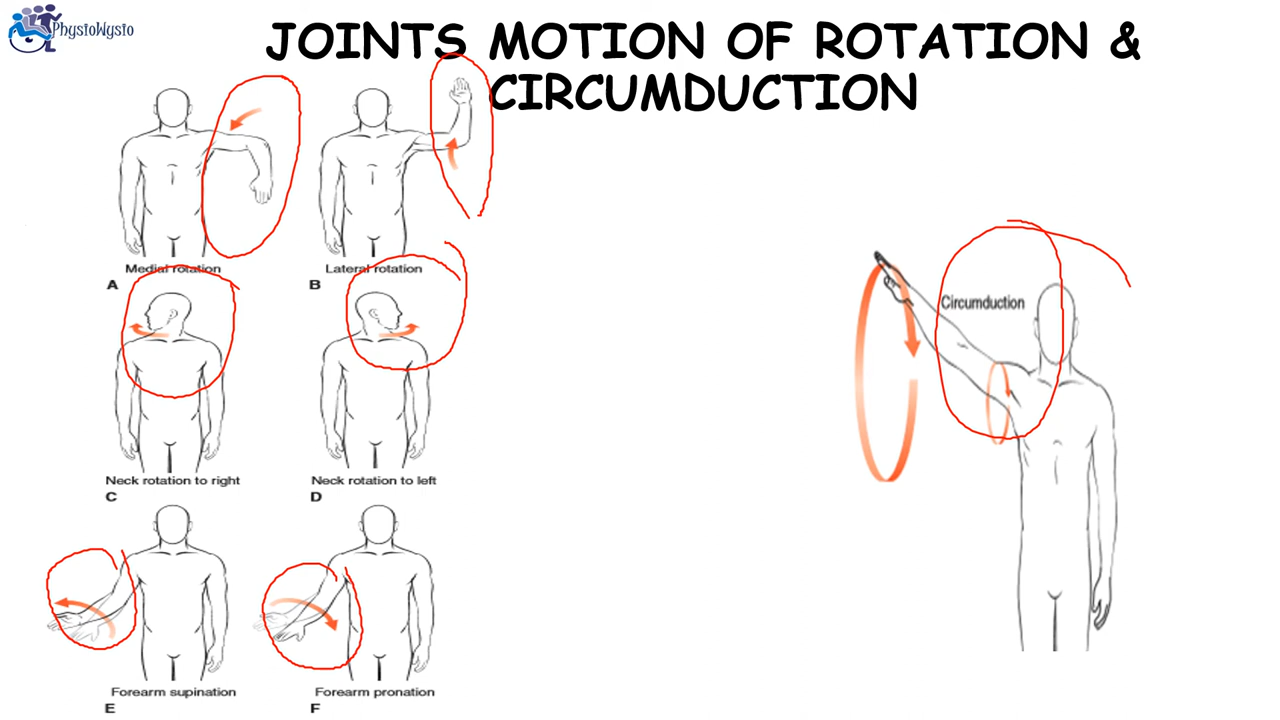 PhysioWysio
JOINTS MOTION OF ROTATION &
CIRCUMDUCTION
Medial rotation
A
Lateral rotation
B
Neck rotation to right
C
Neck rotation to left
D
Forearm supination
E
Forearm pronation
F
Circumduction